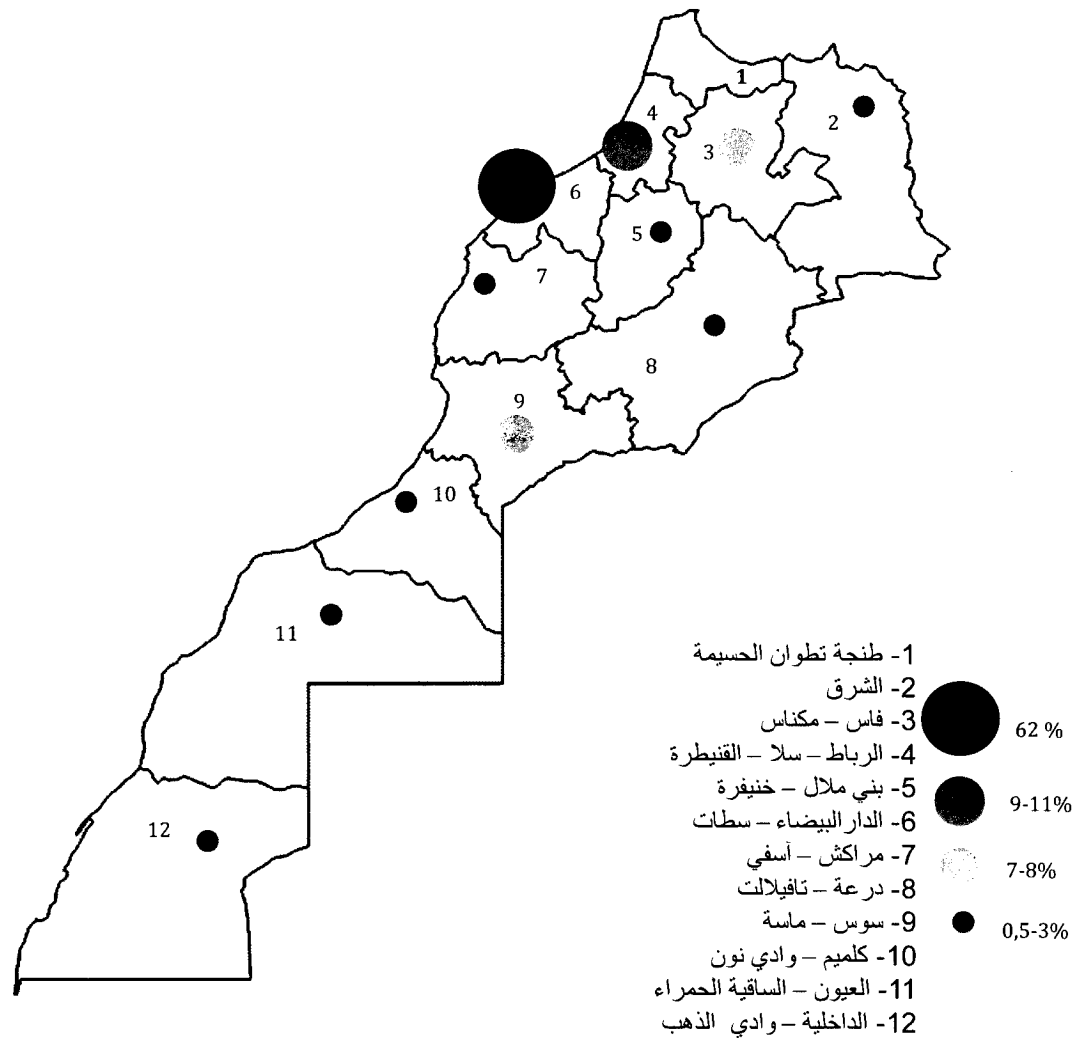 1
2
3
4
5
6
7
8
9
10
11
12
1- طنجة تطوان الحسيمة
2- الشرق
3- فاس – مكناس
4- الرباط – سلا – القنيطرة
5- بني ملال – خنيفرة
6- الدار البيضاء – سطات
7- مراكش – آسفي
8- درعة – تافيلالت
9- سوس – ماسة
10- كلميم – وادي نون
11- العيون – الساقية الحمراء
12- الداخلية – وادي الذهب
62 %
9-11%
7-8%
0,5-3%